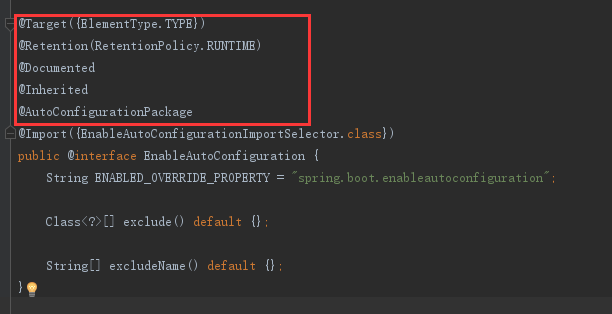 @Target({ElementType.TYPE})
@Retention(RetentionPolicy.RUNTIME)
@Documented
@Inherited
@AutoConfigurationPackage
@Import({EnableAutoConfigurationImportSelector.class})
public @interface EnableAutoConfiguration {
    String ENABLED_OVERRIDE_PROPERTY = "spring.boot.enableautoconfiguration";
    Class<?>[] exclude() default {};
    String[] excludeName() default {};
}